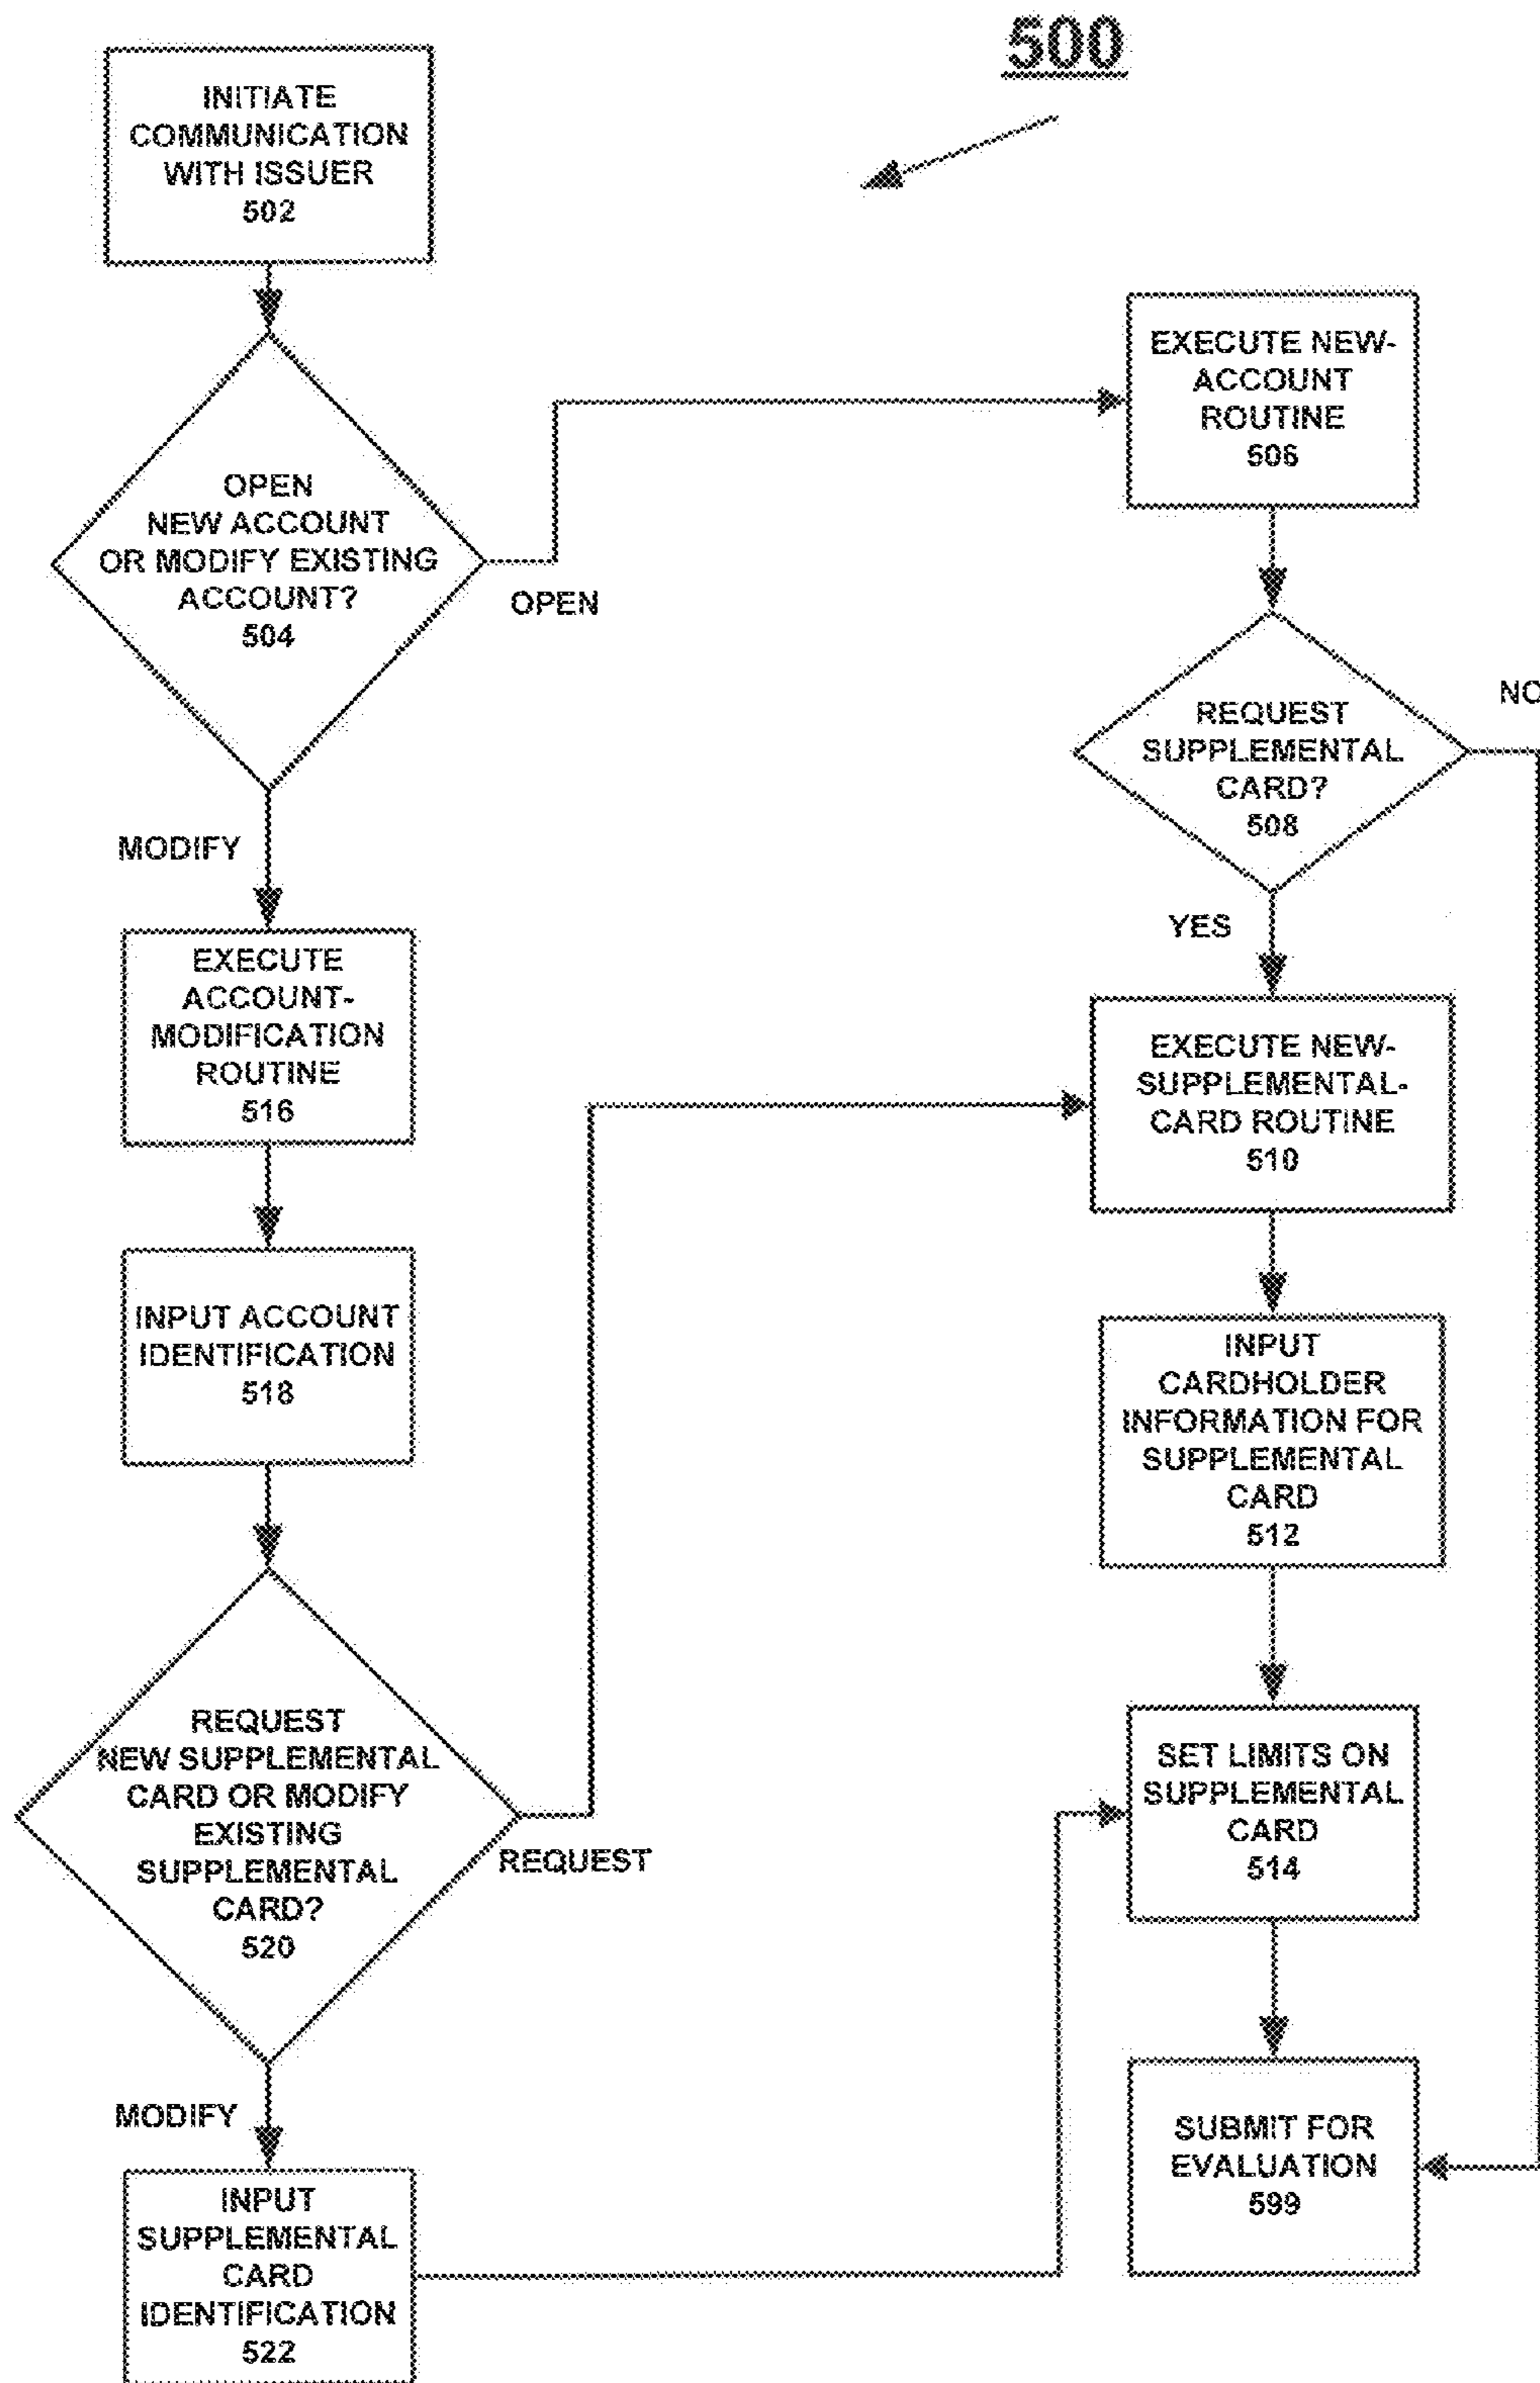 500
INITIATE
COMMUNICATION
WITH ISSUER
502
OPEN
NEW ACCOUNT
OR MODIFY EXISTING
ACCOUNT?
504
OPEN
MODIFY
EXECUTE
ACCOUNT-
MODIFICATION
ROUTINE
516
INPUT ACCOUNT
IDENTIFICATION
518
REQUEST
NEW SUPPLEMENTAL
CARD OR MODIFY
EXISTING
SUPPLEMENTAL
CARD?
520
REQUEST
MODIFY
INPUT
SUPPLEMENTAL
CARD
IDENTIFICATION
522
EXECUTE NEW-
ACCOUNT
ROUTINE
506
REQUEST
SUPPLEMENTAL
CARD?
508
NO
YES
EXECUTE NEW-
SUPPLEMENTAL-
CARD ROUTINE
510
INPUT
CARDHOLDER
INFORMATION FOR
SUPPLEMENTAL
CARD
512
SET LIMITS ON
SUPPLEMENTAL
CARD
514
SUBMIT FOR
EVALUATION
599